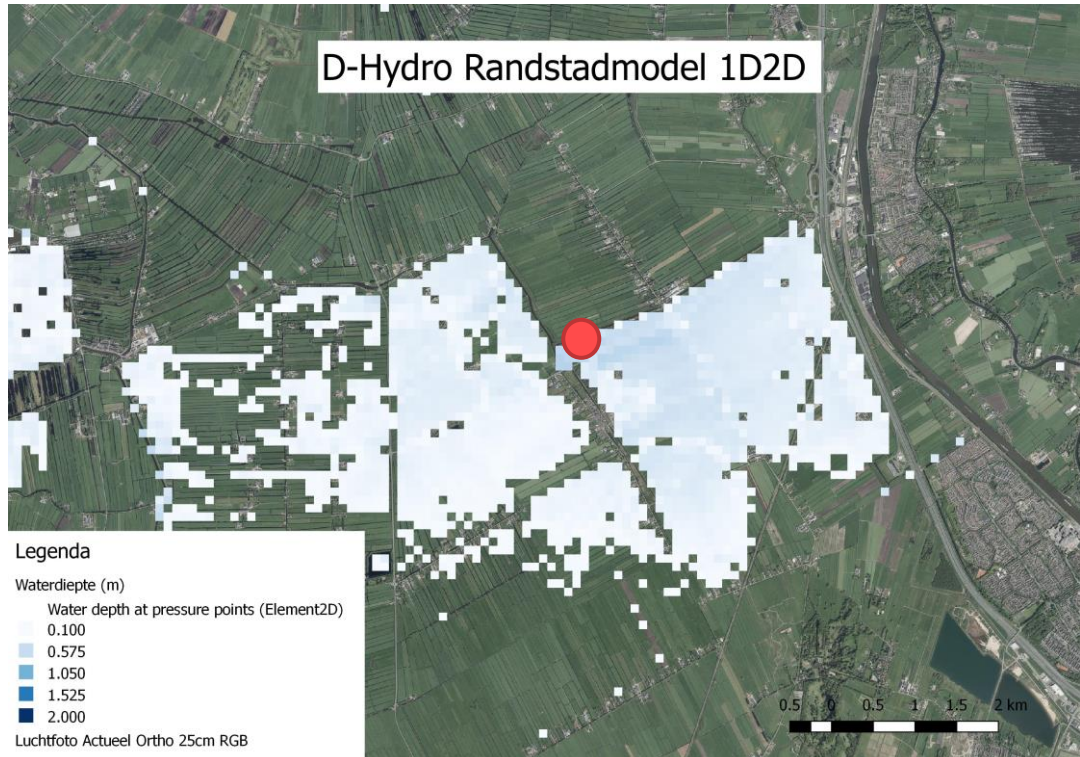 D-Hydro Randstadmodel 1D2D
Legenda
Waterdiepte (m)
Water depth at pressure points (Element2D)
0.100
0.575
1.050
1.525
2.000
Luchtfoto Actueel Ortho 25cm RGB
0.5 0 0.5 1 1.5 2 km